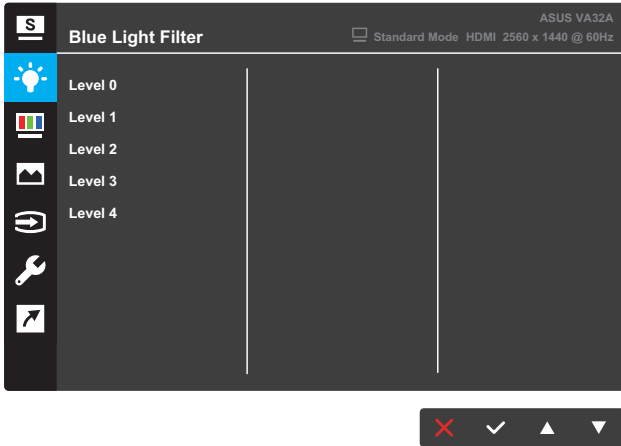 S
ASUS VA32A
Blue Light Filter
Standard Mode HDMI 2560 x 1440 @ 60Hz
Level 0
Level 1
Level 2
Level 3
Level 4